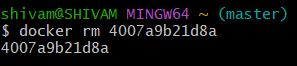 shivam@SHIVAM MINGW64 ~ (master)
$ docker rm 4007a9b21d8a
4007a9b21d8a